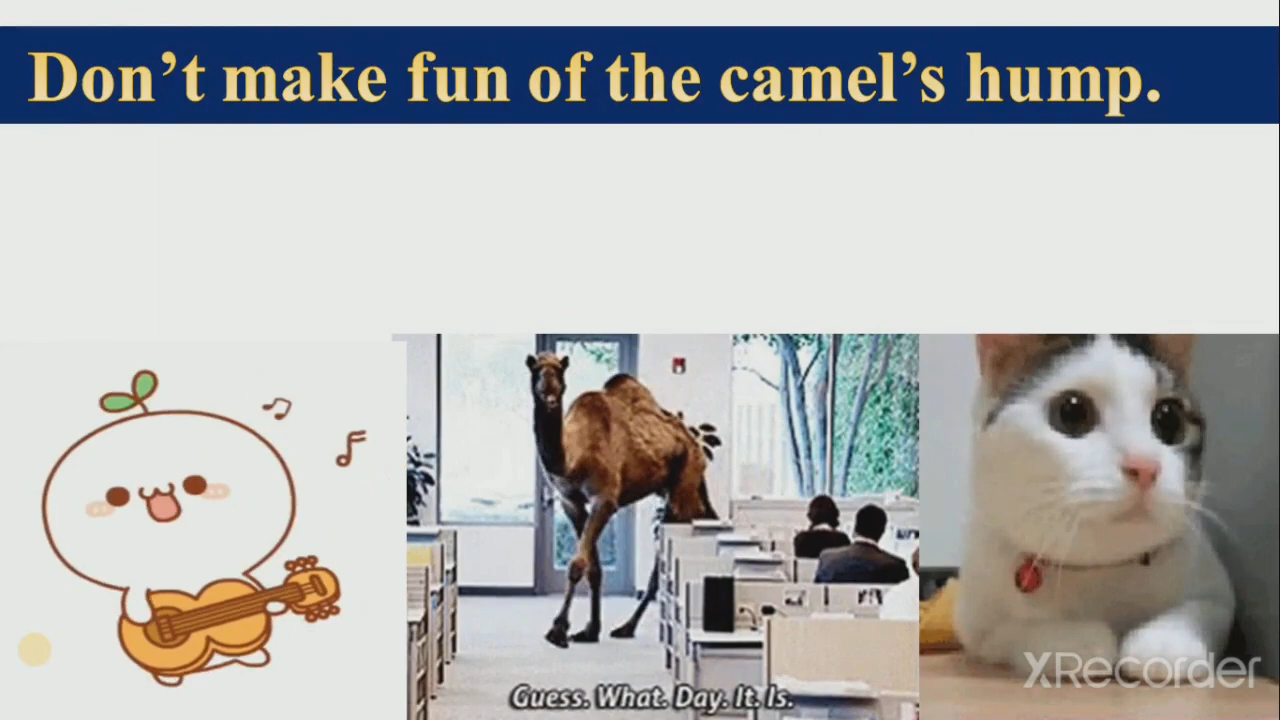 Don’t make fun of the camel’s hump.
Guess. What. Day. It. Is.
XRecorder